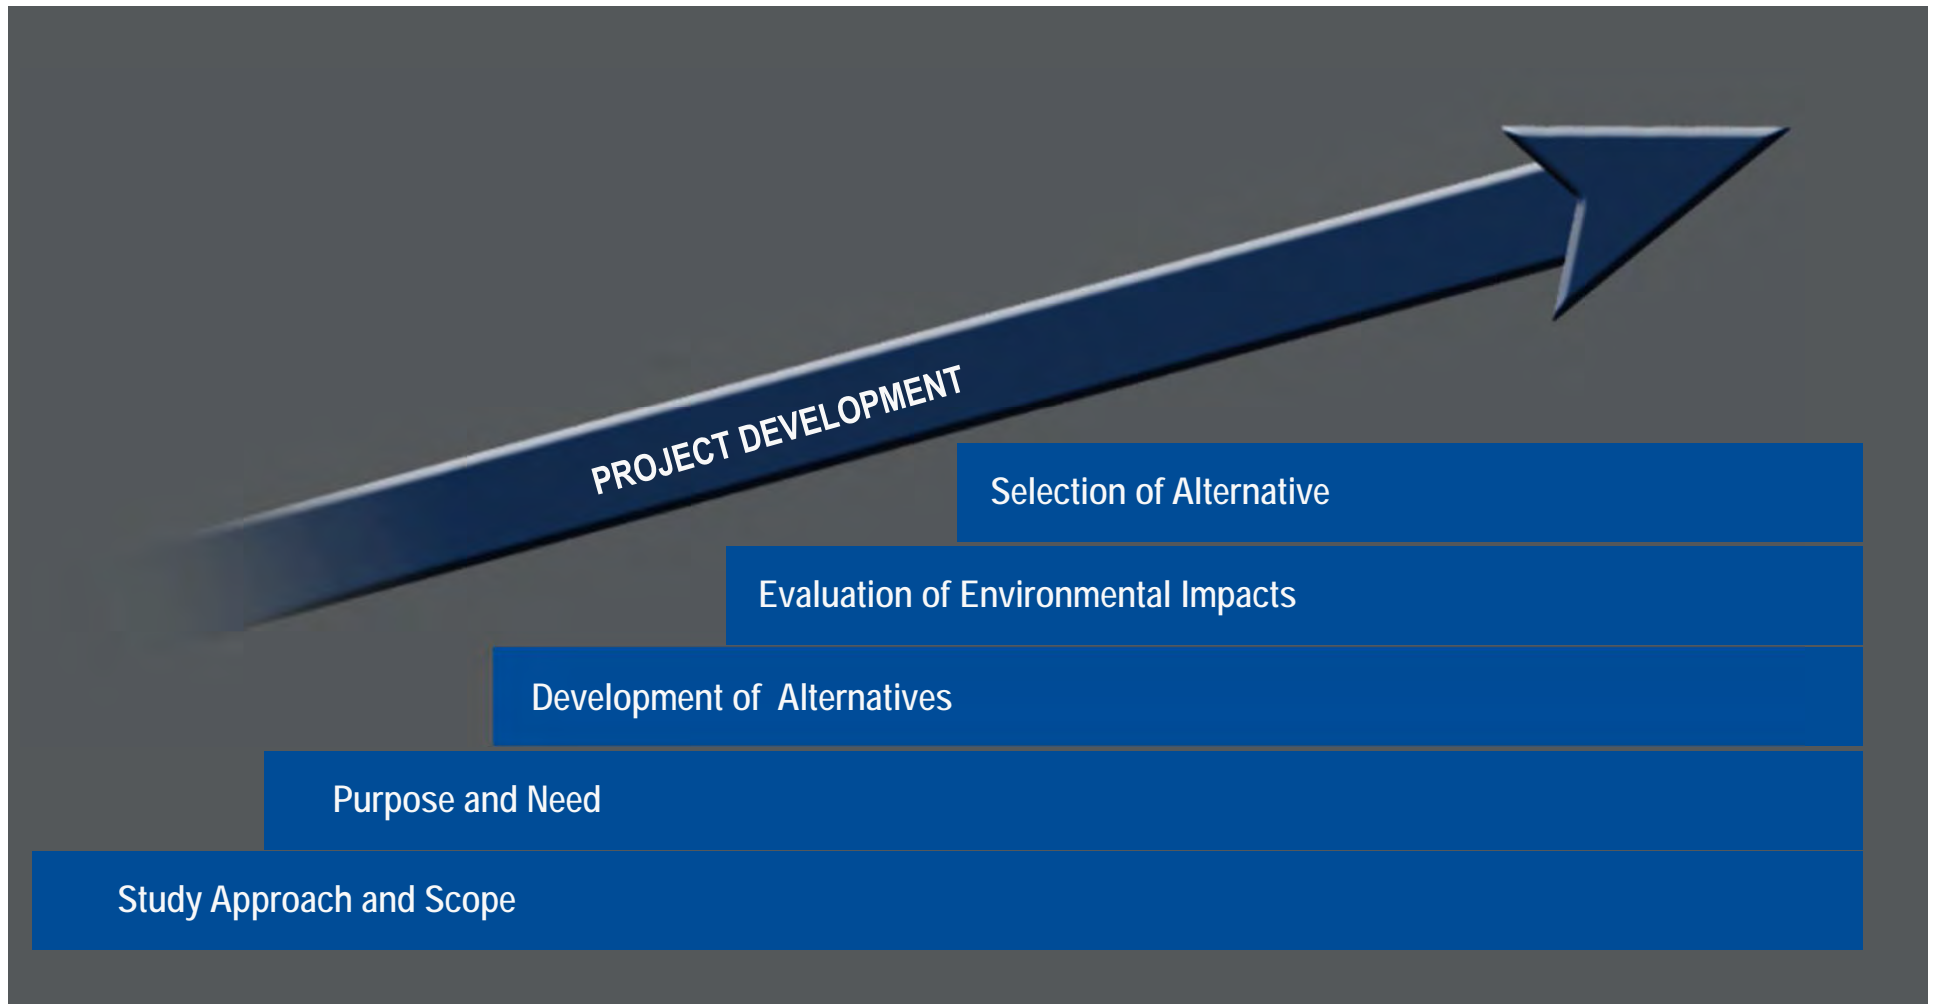 PROJECT DEVELOPMENT
Selection of Alternative
Evaluation of Environmental Impacts
Development of  Alternatives
Purpose and Need
Study Approach and Scope